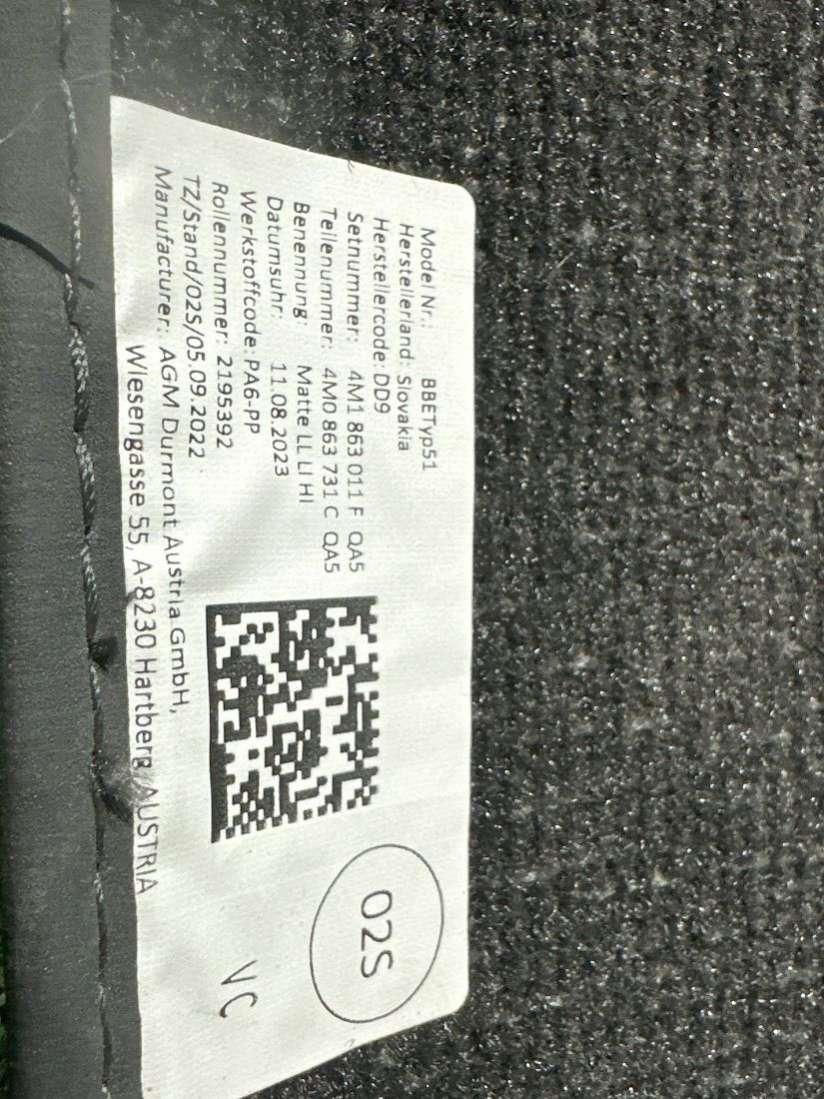 Model Nr.: BBETyp51
Herstellerland: Slovakia
Herstellercode: DD9
Setnummer: 4M1 863 011 F QA5
Teilenummer: 4M0 863 731 C QA5
Benennung: Matte LL LI HI
Datumsuhr: 11.08.2023
Werkstoffcode: PA6-PP
Rollennummer: 2195392
TZ/Stand/02S/05.09.2022
Manufacturer: AGM Durmont Austria GmbH,
Wiesengasse 55, A-8230 Hartberg/AUSTRIA
02S
VC